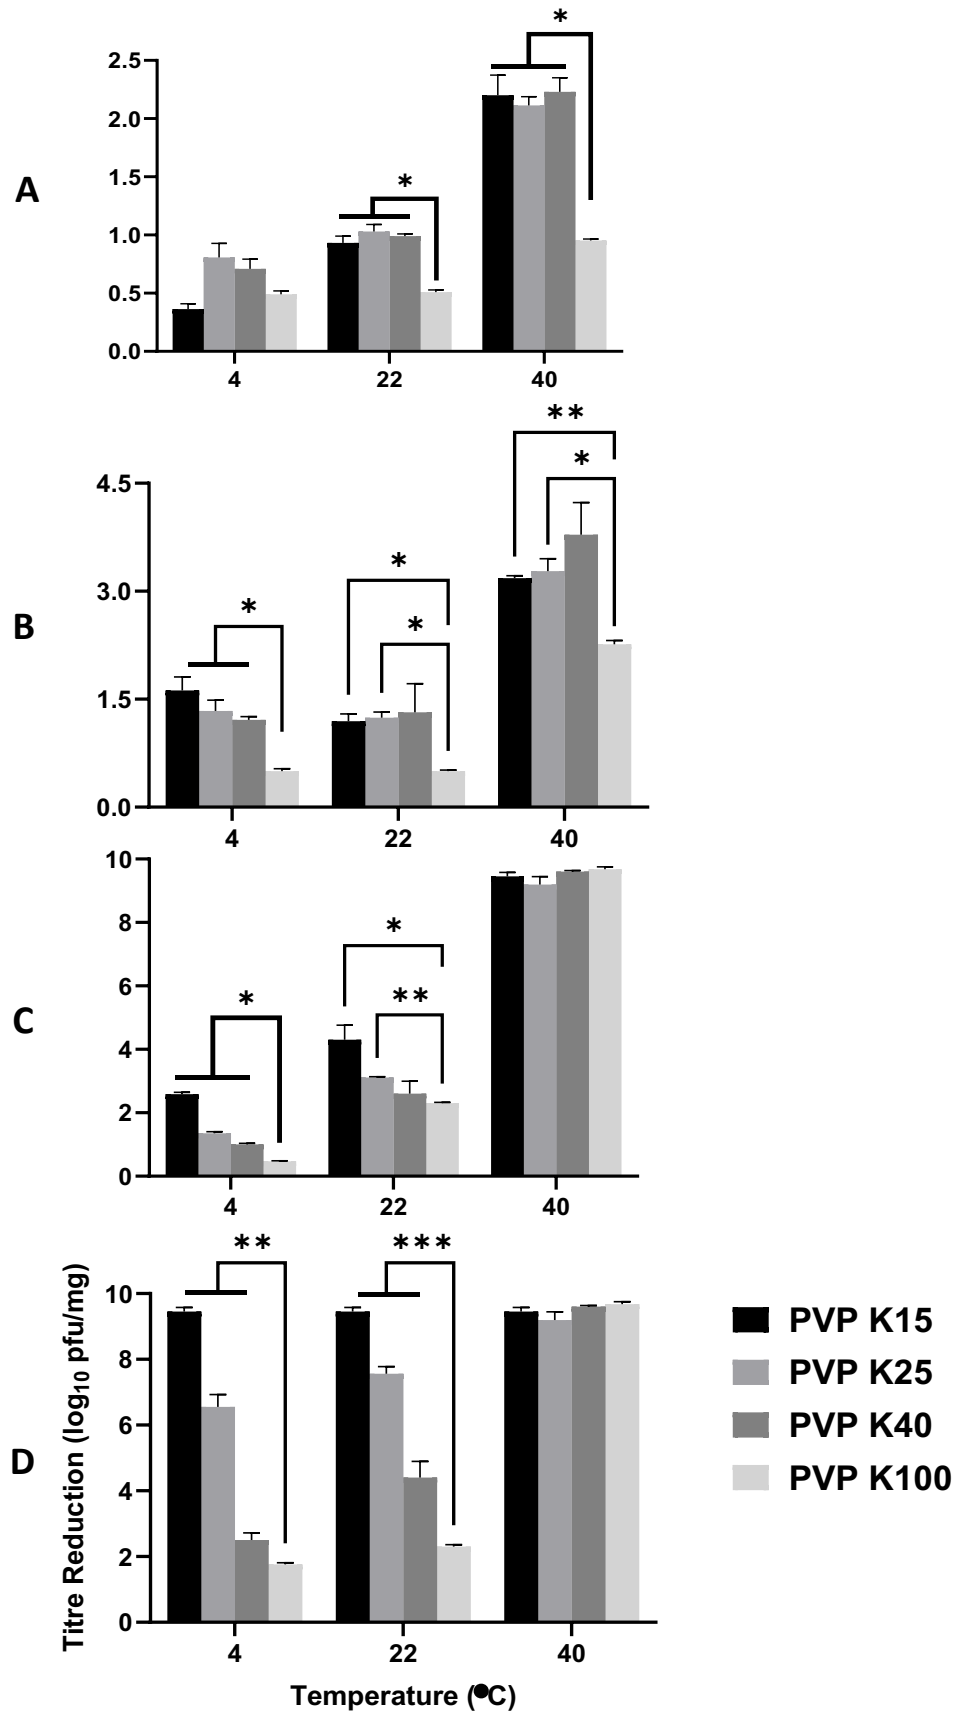 *
2.5
2.0
1.5
*
A
1.0
0.5
0.0
4 22 40
**
*
4.5
*
3.0
*
*
B
1.5
0.0
4 22 40
10
8
*
6
*
**
C
4
2
0
4 22 40
** ***
10
8
6
4
2
0
D
Titre Reduction (log10 pfu/mg)
4 22 40
Temperature (●C)
PVP K15
PVP K25
PVP K40
PVP K100